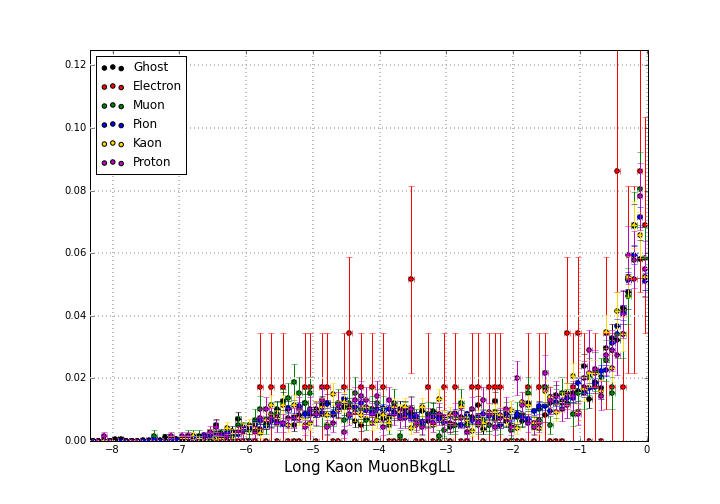 0.12
0.10
0.08
0.06
0.04
0.02
0.00
Ghost
Electron
Muon
Pion
Kaon
Proton
−8 −7 −6 −5 −4 −3 −2 −1 0
Long Kaon MuonBkgLL